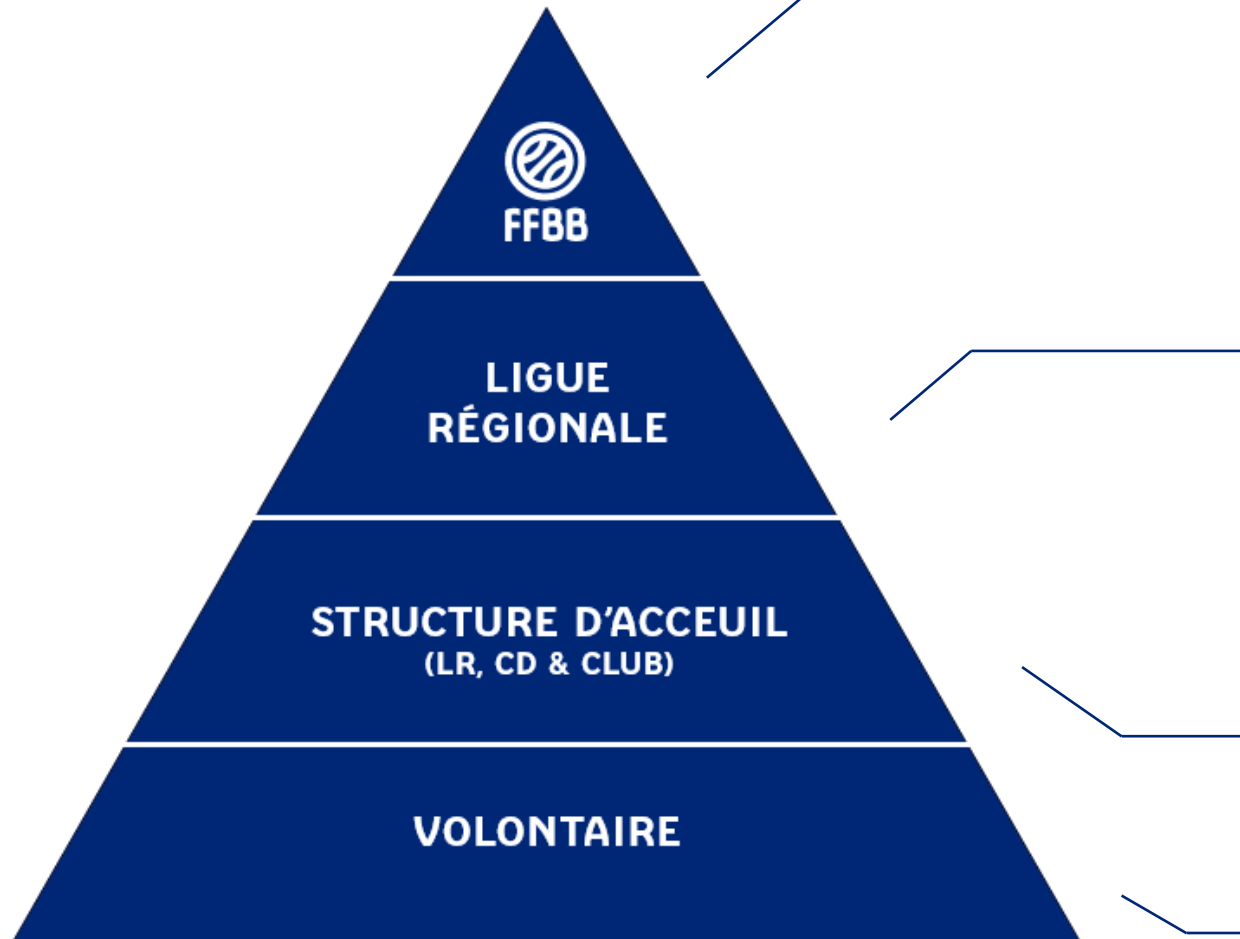 FFBB
LIGUE
RÉGIONALE
STRUCTURE D’ACCEUIL
(LR, CD & CLUB)
VOLONTAIRE